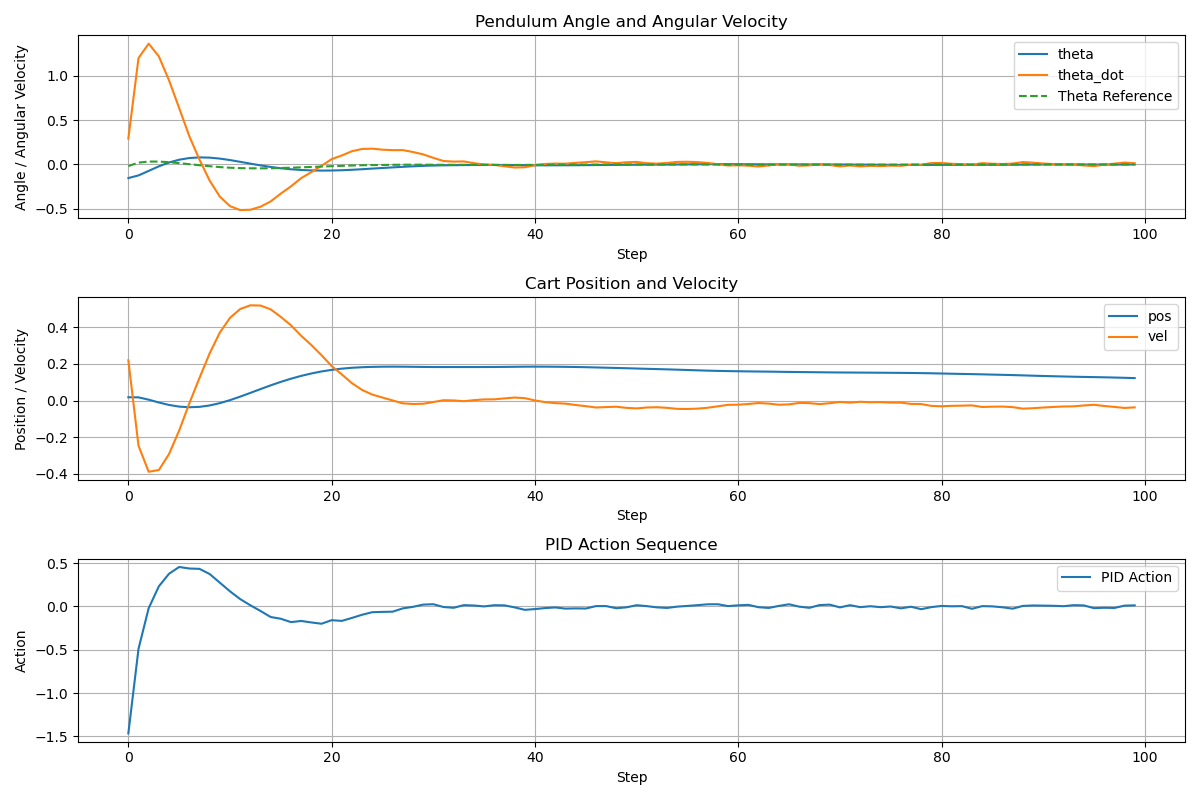 Pendulum Angle and Angular Velocity
Angle / Angular Velocity
1.0
0.5
0.0
−0.5
theta
theta_dot
Theta Reference
0 20 40 60 80 100
Step
Cart Position and Velocity
Position / Velocity
0.4
0.2
0.0
−0.2
−0.4
pos
vel
0 20 40 60 80 100
Step
PID Action Sequence
Action
0.5
0.0
−0.5
−1.0
−1.5
PID Action
0 20 40 60 80 100
Step